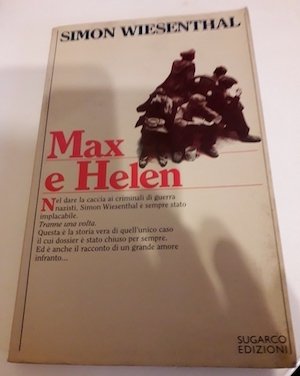 SIMON WIESENTHAL
Max
e Helen
Nel dare la caccia ai criminali di guerra
nazisti, Simon Wiesenthal è sempre stato
implacabile.
Tranne una volta.
Questa è la storia vera di quell'unico caso
il cui dossier è stato chiuso per sempre.
Ed è anche il racconto di un grande amore
infranto...
SUGARCO
EDIZIONI